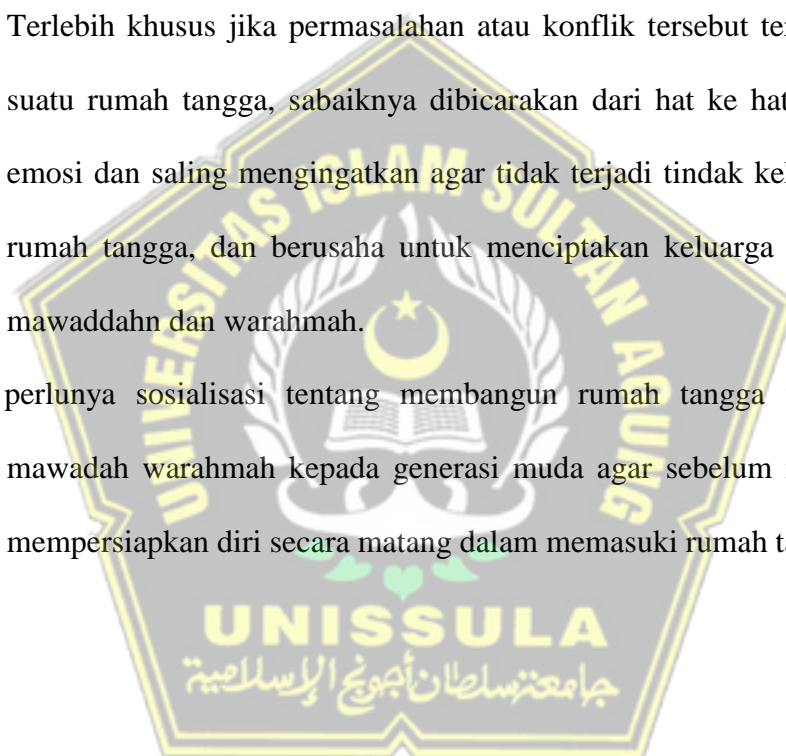 Terlebih khusus jika permasalahan atau konflik tersebut
suatu rumah tangga, sabaiknya dibicarakan dari hat ke hat
emosi dan saling mengingatkan agar tidak terjadi tindak
rumah tangga, dan berusaha untuk menciptakan keluarga
mawaddahn dan warahmah.
perlunya sosialisasi tentang membangun rumah tangga
mawadah warahmah kepada generasi muda agar sebelum
mempersiapkan diri secara matang dalam memasuki rumah
UNIVERSITAS ISLAM SULTAN AGUNG
UNISSULA
جامعة سلطان أجونج الإسلامية